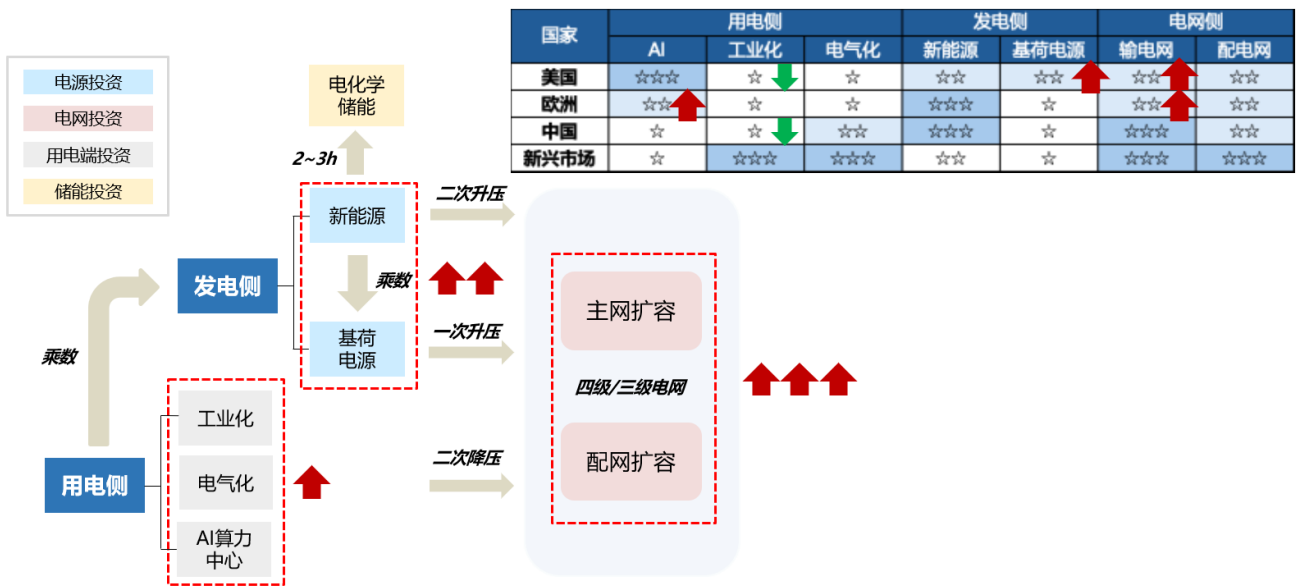 国家 用电侧 发电侧 电网侧
AI 工业化 电气化 新能源 基荷电源 输电网 配电网
美国 ☆☆☆ ☆ ☆ ☆☆ ☆☆ ☆☆ ☆☆
欧洲 ☆☆ ☆ ☆ ☆☆☆ ☆ ☆☆ ☆☆
中国 ☆ ☆ ☆☆ ☆☆☆ ☆ ☆☆☆ ☆☆
新兴市场 ☆ ☆☆☆ ☆☆☆ ☆☆ ☆ ☆☆☆ ☆☆☆
电源投资
电网投资
用电端投资
储能投资
电化学
储能
2~3h
新能源
二次升压
发电侧
乘数
基荷
电源
一次升压
主网扩容
四级/三级电网
配网扩容
二次降压
乘数
用电侧
工业化
电气化
AI算力
中心